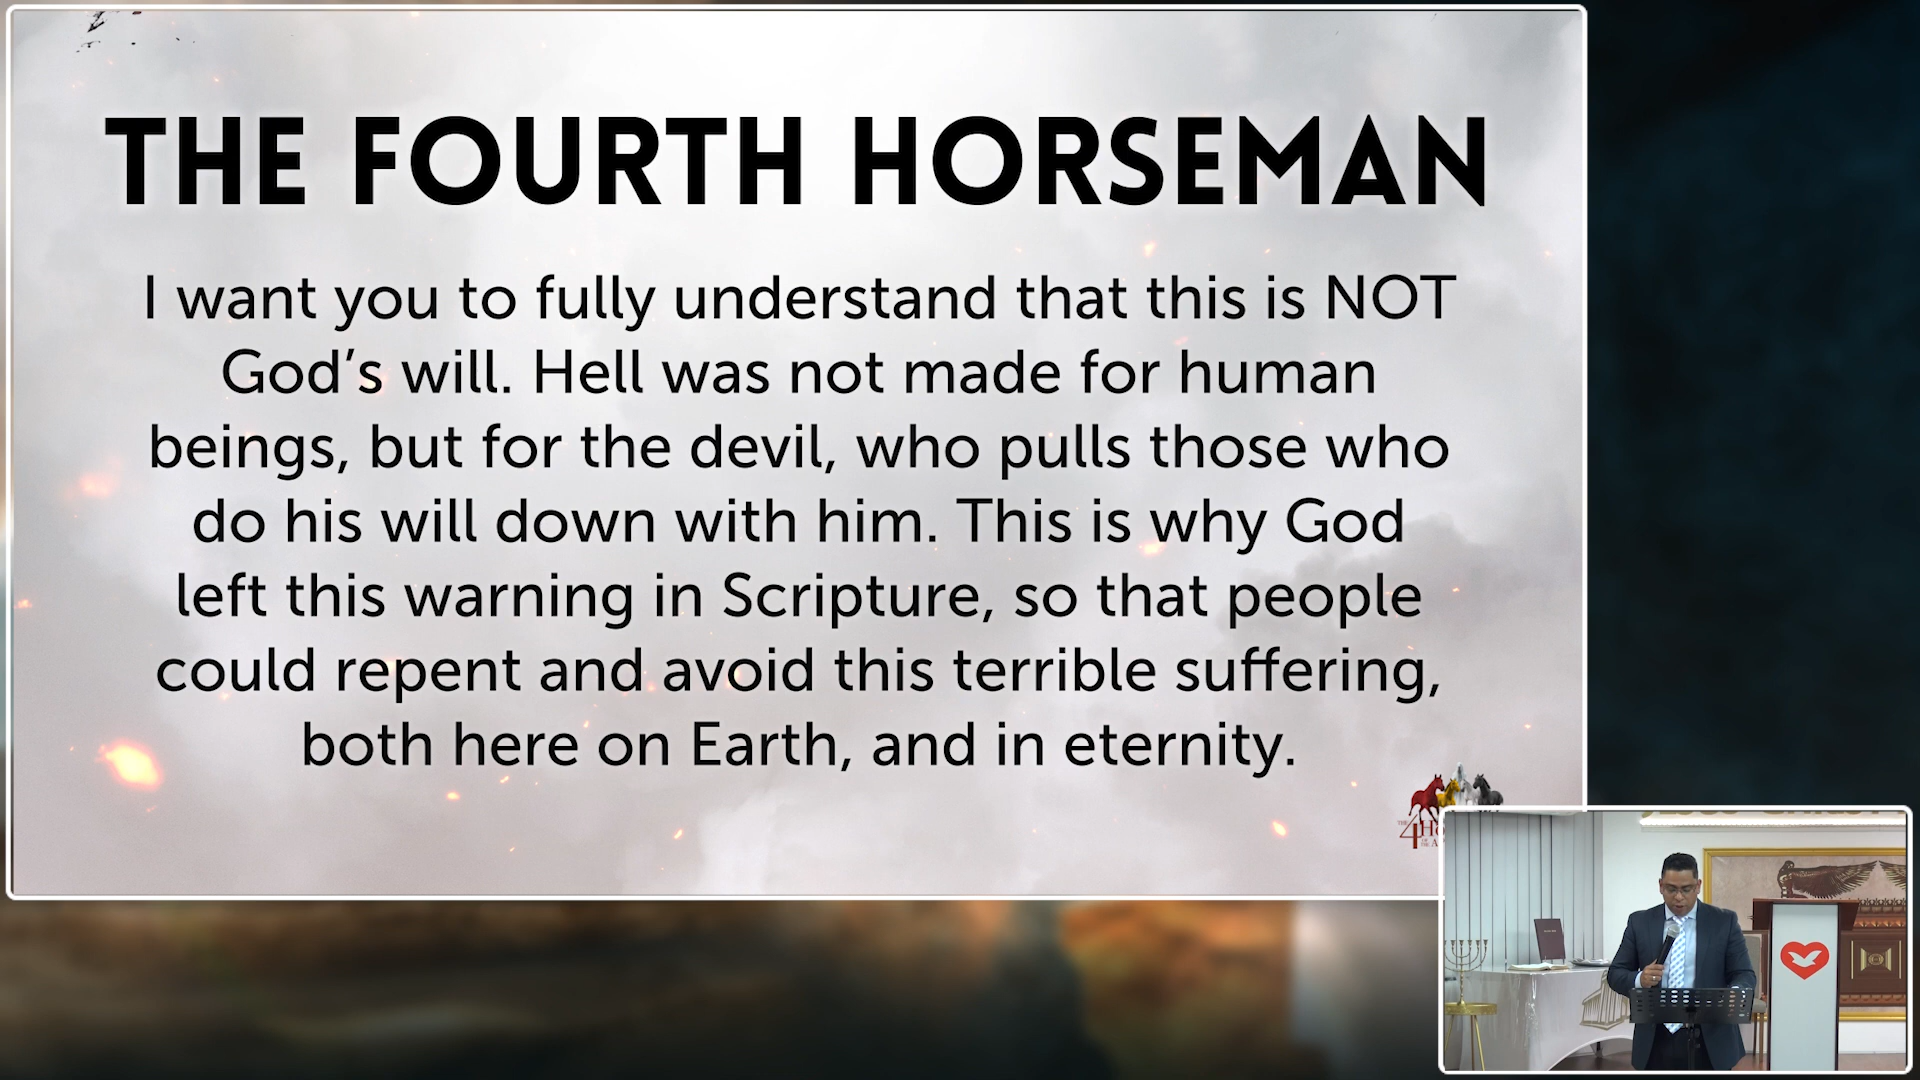 THE FOURTH HORSEMAN
I want you to fully understand that this is NOT
God’s will. Hell was not made for human
beings, but for the devil, who pulls those who
do his will down with him. This is why God
left this warning in Scripture, so that people
could repent and avoid this terrible suffering,
both here on Earth, and in eternity.
THE
4